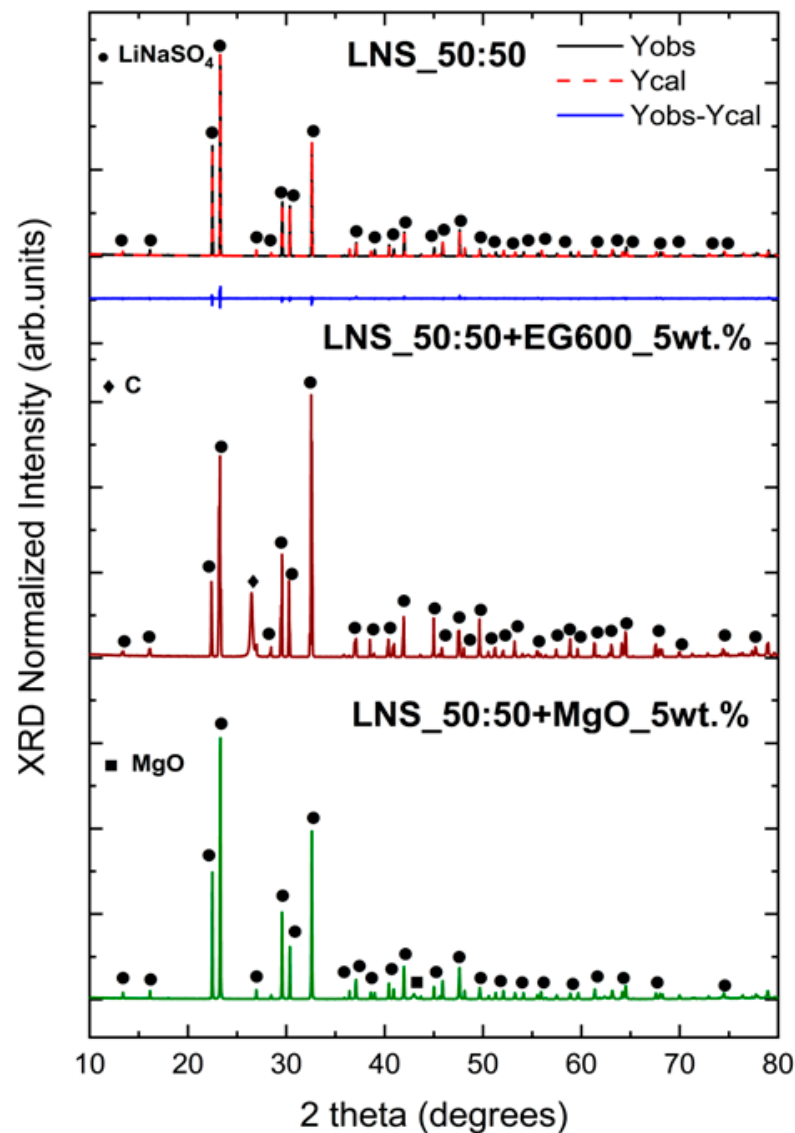 XRD Normalized Intensity (arb.units)
● LiNaSO₄
LNS_50:50
Yobs
Ycal
Yobs-Ycal
LNS_50:50+EG600_5wt.%
♦ C
LNS_50:50+MgO_5wt.%
■ MgO
10 20 30 40 50 60 70 80
2 theta (degrees)